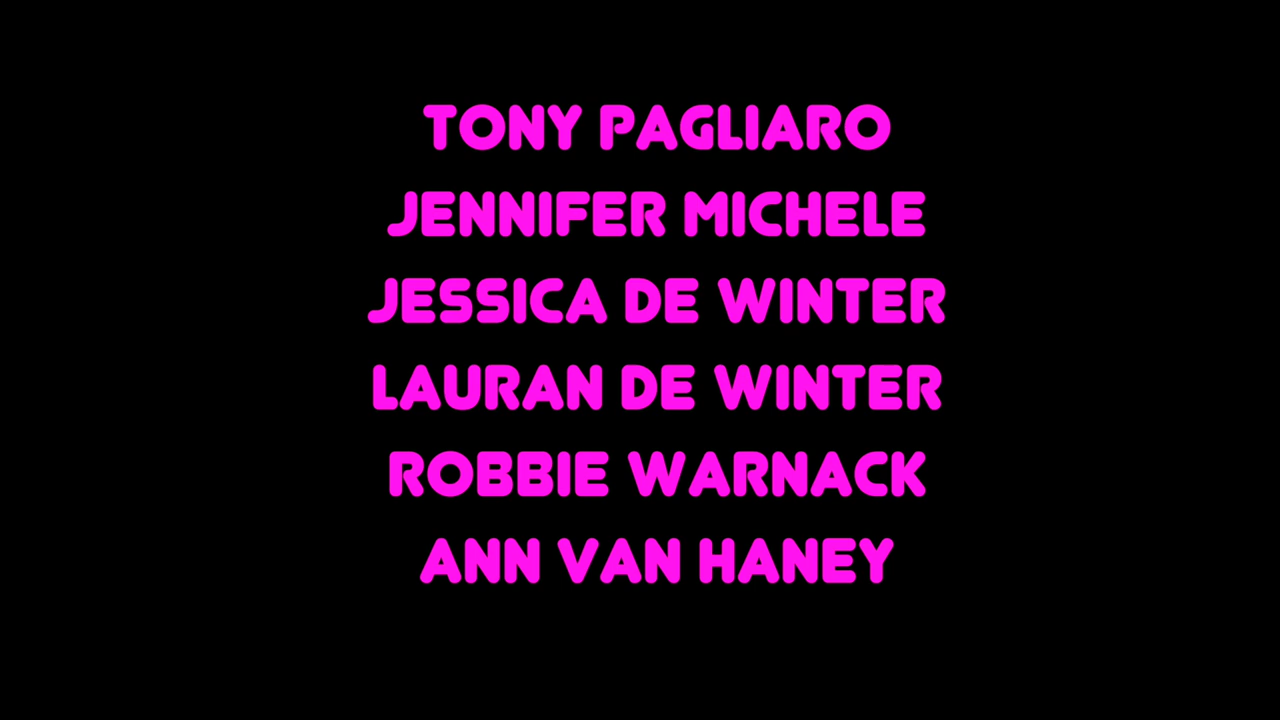 TONY PAGLIARO
JENNIFER MICHELE
JESSICA DE WINTER
LAURAN DE WINTER
ROBBIE WARNACK
ANN VAN HANEY